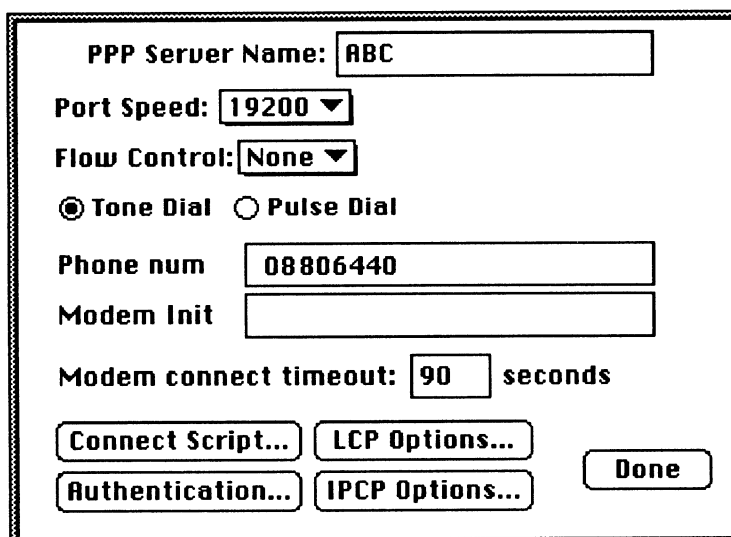 PPP Server Name: ABC
Port Speed: 19200
Flow Control: None
Tone Dial Pulse Dial
Phone num 08806440
Modem Init
Modem connect timeout: 90 seconds
Connect Script... LCP Options...
Done
Authentication... IPCP Options...